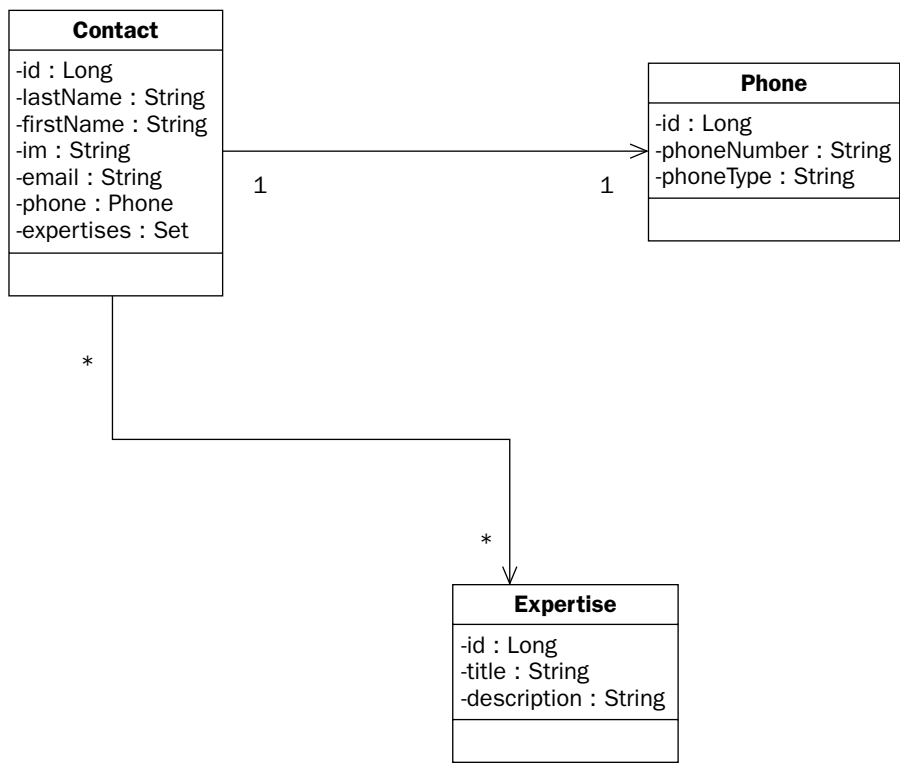 Contact
-id : Long
-lastName : String
-firstName : String
-im : String
-email : String
-phone : Phone
-expertises : Set
Phone
-id : Long
-phoneNumber : String
-phoneType : String
1
1
*
*
Expertise
-id : Long
-title : String
-description : String